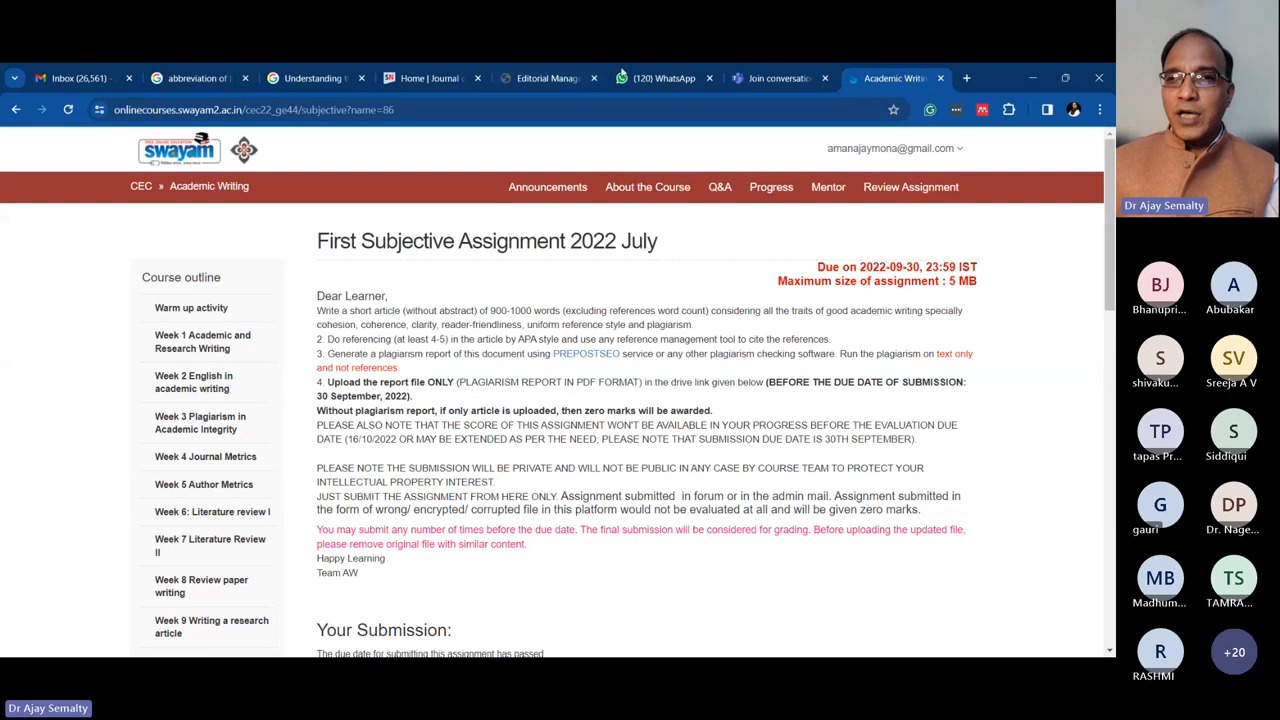 Inbox (26,561) -
abbreviation of
Understanding th
Home | Journal o
Editorial Manag
(120) WhatsApp
Join conversatio
Academic Writin
onlinecourses.swayam2.ac.in/cec22_ge44/subjective?name=86
swayam
amanajaymona@gmail.com
CEC » Academic Writing
Announcements About the Course Q&A Progress Mentor Review Assignment
Course outline
Warm up activity
Week 1 Academic and
Research Writing
Week 2 English in
academic writing
Week 3 Plagiarism in
Academic Integrity
Week 4 Journal Metrics
Week 5 Author Metrics
Week 6: Literature review I
Week 7 Literature Review
II
Week 8 Review paper
writing
Week 9 Writing a research
article
First Subjective Assignment 2022 July
Due on 2022-09-30, 23:59 IST
Maximum size of assignment : 5 MB
Dear Learner,
Write a short article (without abstract) of 900-1000 words (excluding references word count) considering all the traits of good academic writing specially
cohesion, coherence, clarity, reader-friendliness, uniform reference style and plagiarism.
2. Do referencing (at least 4-5) in the article by APA style and use any reference management tool to cite the references.
3. Generate a plagiarism report of this document using PREPOSTSEO service or any other plagiarism checking software. Run the plagiarism on text only
and not references.
4. Upload the report file ONLY (PLAGIARISM REPORT IN PDF FORMAT) in the drive link given below (BEFORE THE DUE DATE OF SUBMISSION:
30 September, 2022).
Without plagiarism report, if only article is uploaded, then zero marks will be awarded.
PLEASE ALSO NOTE THAT THE SCORE OF THIS ASSIGNMENT WON'T BE AVAILABLE IN YOUR PROGRESS BEFORE THE EVALUATION DUE
DATE (16/10/2022 OR MAY BE EXTENDED AS PER THE NEED; PLEASE NOTE THAT SUBMISSION DUE DATE IS 30TH SEPTEMBER).
PLEASE NOTE THE SUBMISSION WILL BE PRIVATE AND WILL NOT BE PUBLIC IN ANY CASE BY COURSE TEAM TO PROTECT YOUR
INTELLECTUAL PROPERTY INTEREST.
JUST SUBMIT THE ASSIGNMENT FROM HERE ONLY. Assignment submitted in forum or in the admin mail. Assignment submitted in
the form of wrong/ encrypted/ corrupted file in this platform would not be evaluated at all and will be given zero marks.
You may submit any number of times before the due date. The final submission will be considered for grading. Before uploading the updated file,
please remove original file with similar content.
Happy Learning
Team AW
Your Submission:
The due date for submitting this assignment has passed
Dr Ajay Semalty
BJ A
Bhanupri... Abubakar
S SV
shivaku... Sreeja A V
TP S
tapas Pr... Siddiqui
G DP
gauri Dr. Nage...
MB TS
Madhum... TAMRA...
R +20
RASHMI
Dr Ajay Semalty